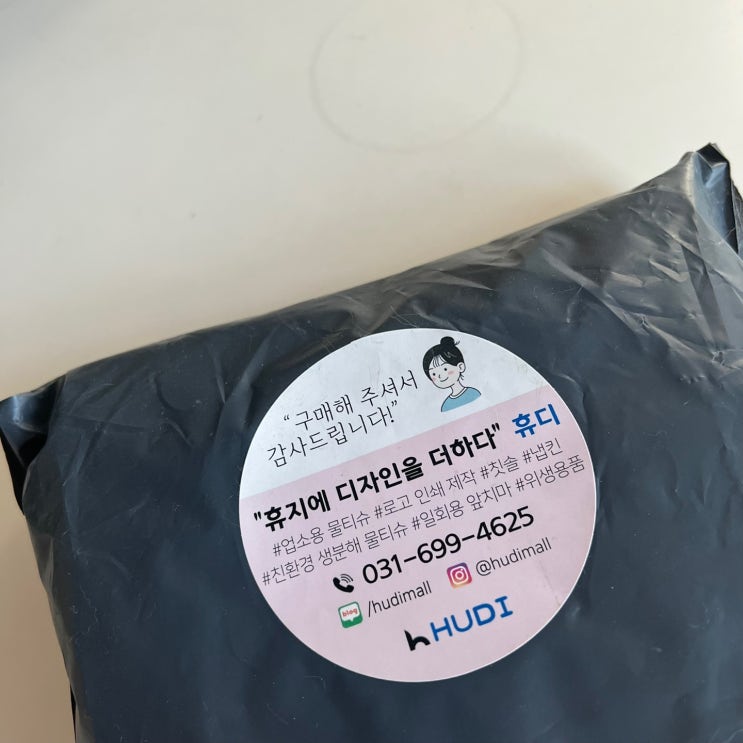 “ 구매해 주셔서
감사드립니다!”
"휴지에 디자인을 더하다" 휴디
#업소용 물티슈 #로고 인쇄 제작 #칫솔 #냅킨
#친환경 생분해 물티슈 #일회용 앞치마 #위생용품
031-699-4625
blog /hudimall @hudimall
hHUDI